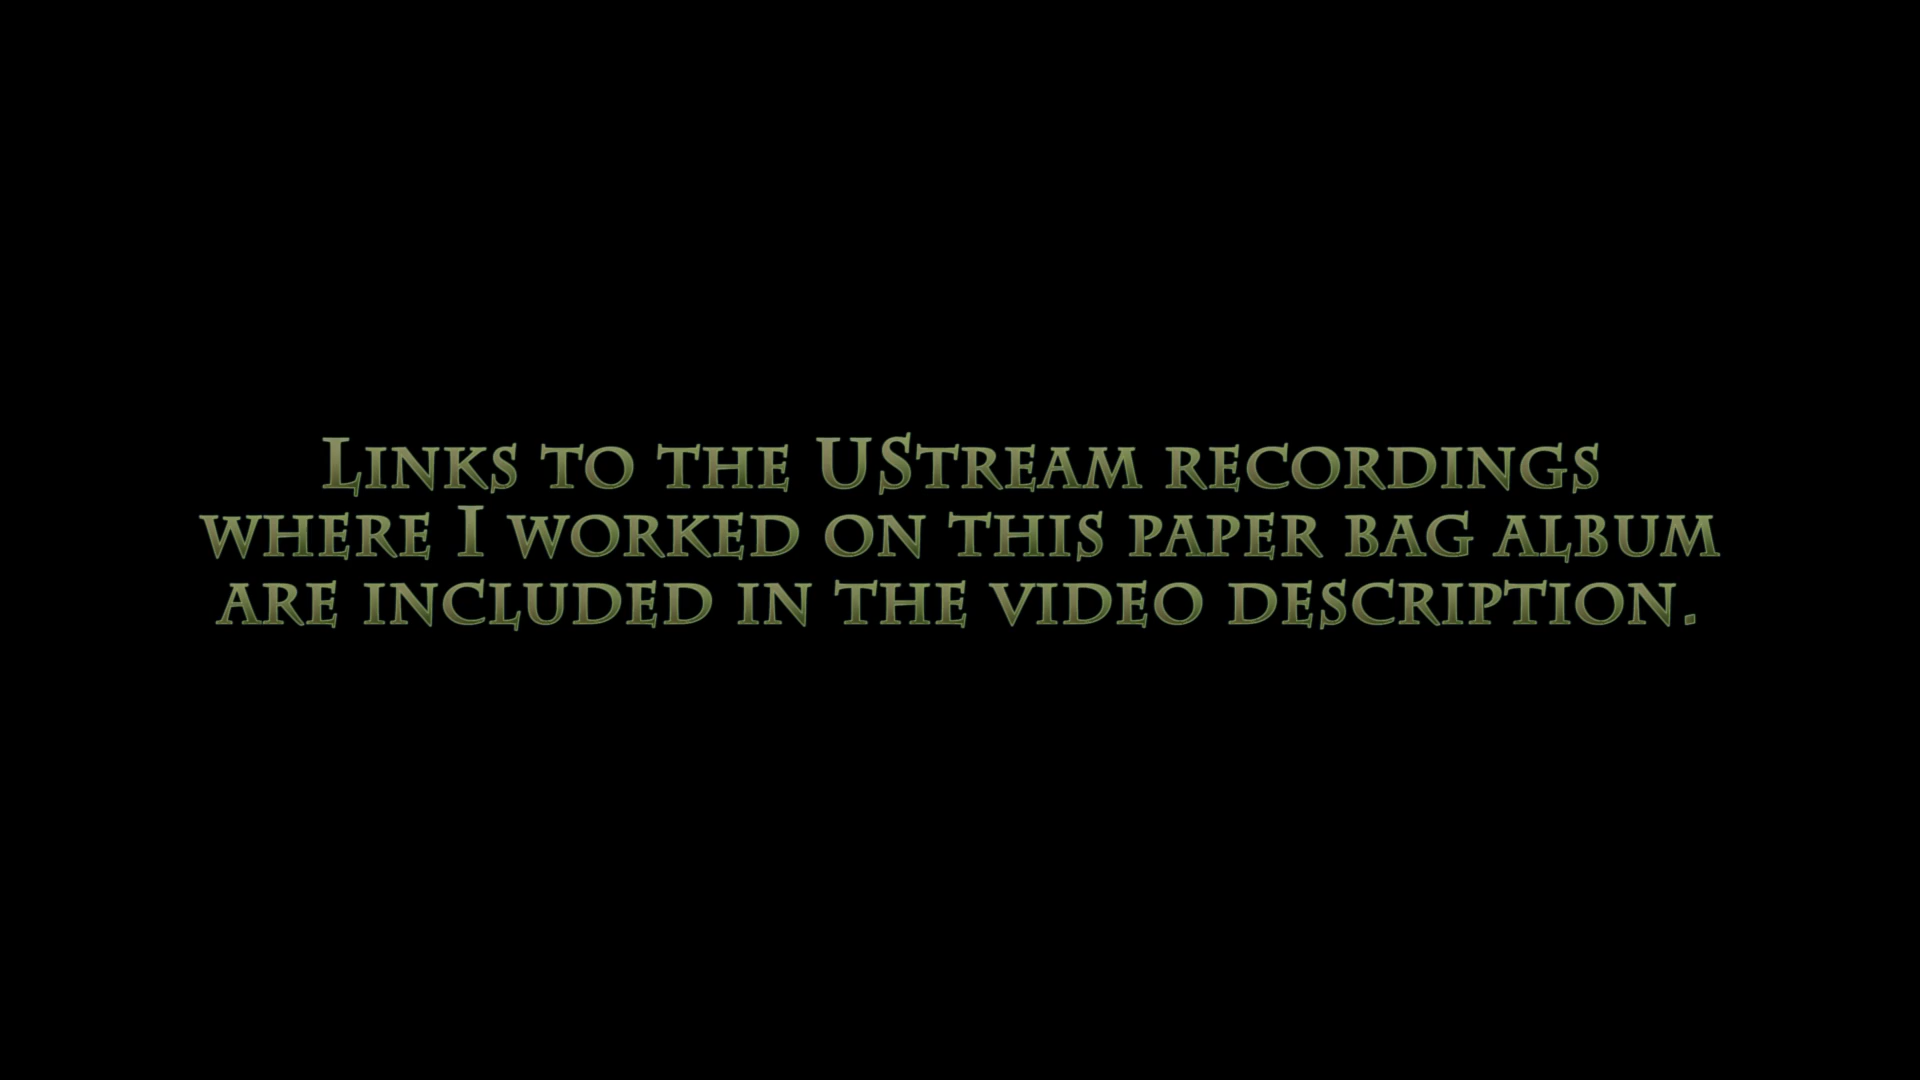 Links to the UStream recordings
where I worked on this paper bag album
are included in the video description.